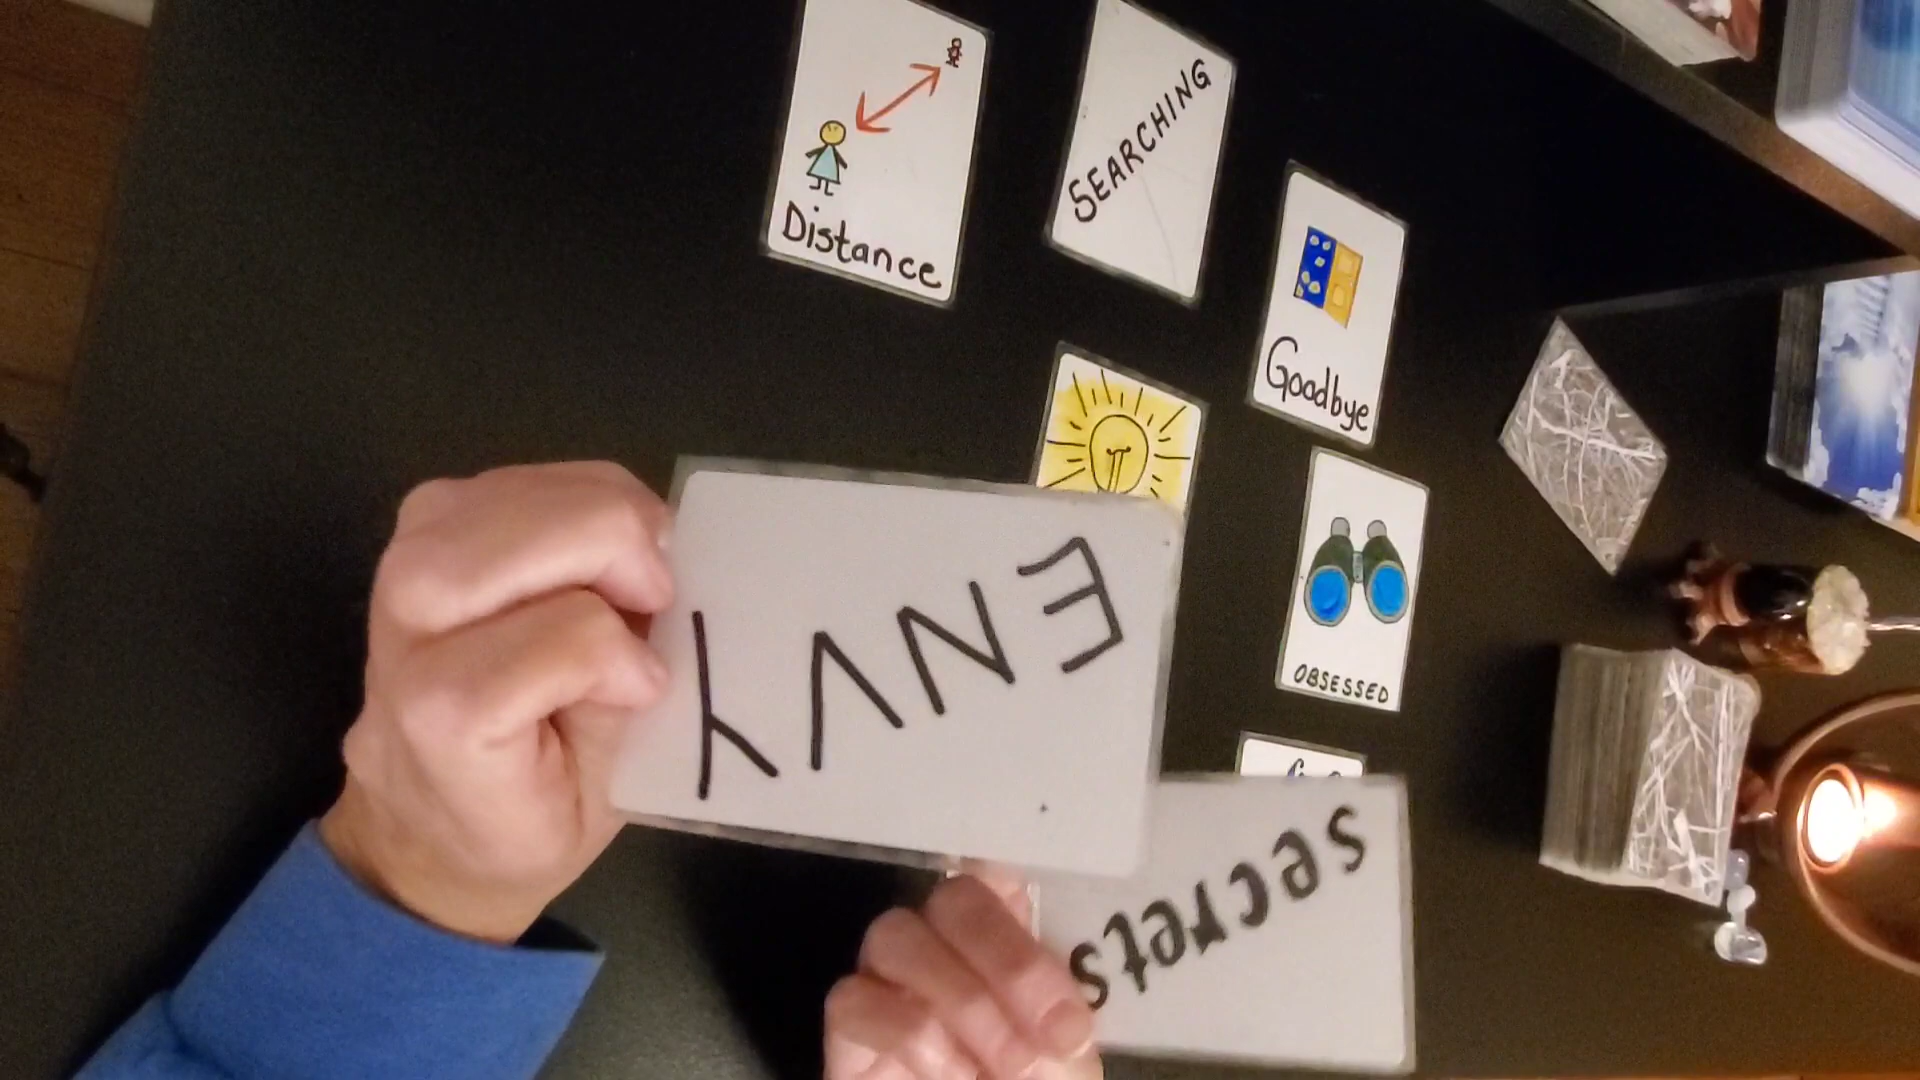 Distance
SEARCHING
Goodbye
OBSESSED
ENVY
secrets